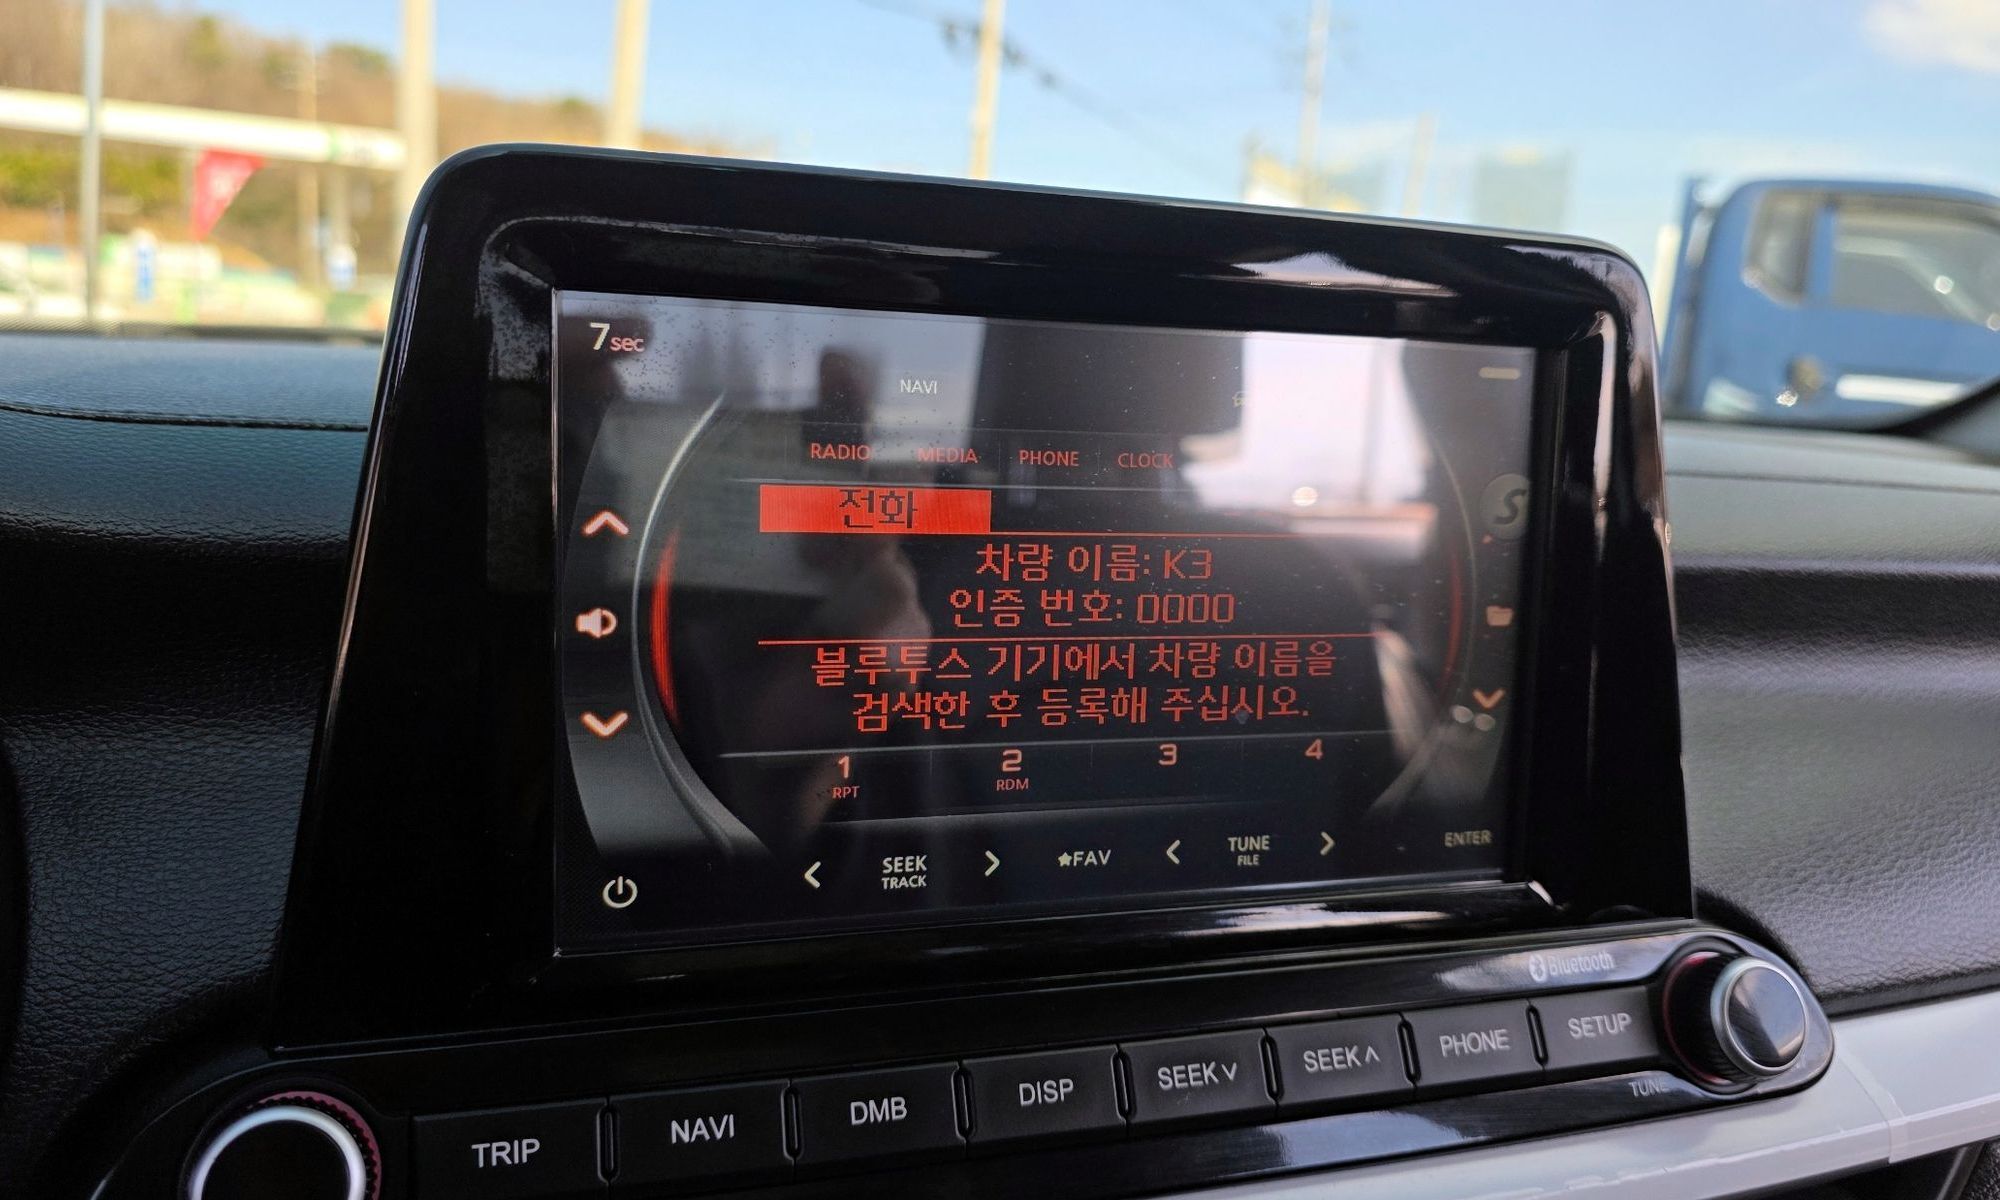 7sec
NAVI
RADIO MEDIA PHONE CLOCK
전화
차량 이름: K3
인증 번호: 0000
블루투스 기기에서 차량 이름을
검색한 후 등록해 주십시오.
1 2 3 4
RPT RDM
< SEEK > ★FAV < TUNE > ENTER
TRACK FILE
S
Bluetooth
TRIP NAVI DMB DISP SEEK∨ SEEK∧ PHONE SETUP
TUNE